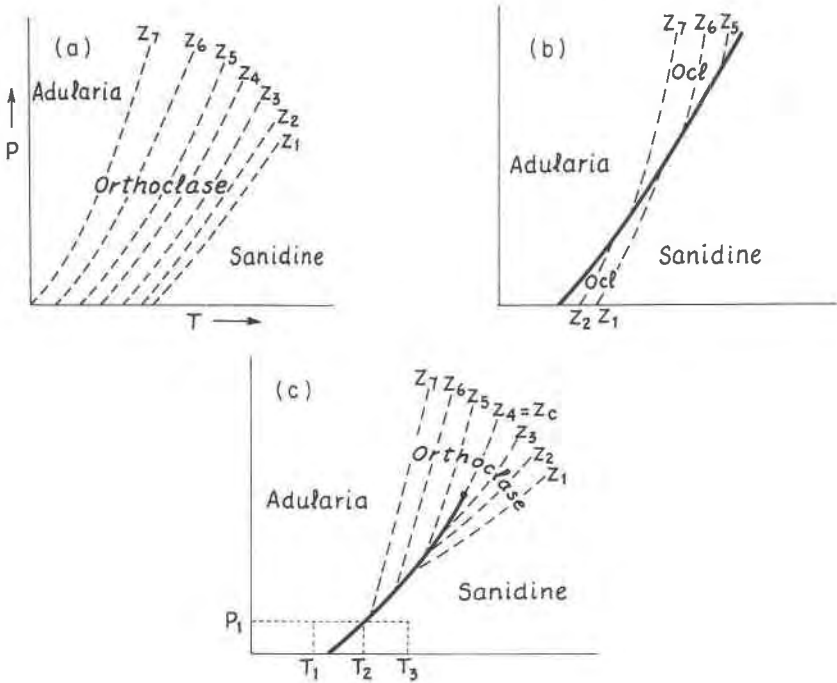 (a)
Z7
Z6
Z5
Z4
Z3
Z2
Z1
Adularia
P
Orthoclase
Sanidine
T
(b)
Z7
Z6
Z5
Ocl
Adularia
Sanidine
Ocl
Z2
Z1
(c)
Z7
Z6
Z5
Z4 = Zc
Z3
Z2
Z1
Orthoclase
Adularia
Sanidine
P1
T1
T2
T3